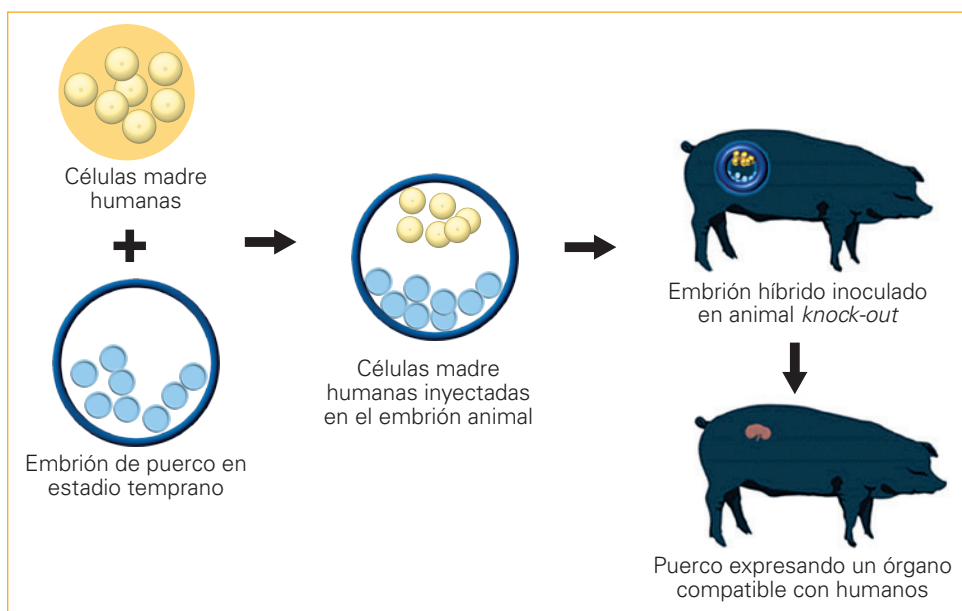 Células madre
humanas
+
Embrión de puerco en
estadio temprano
Células madre
humanas inyectadas
en el embrión animal
Embrión híbrido inoculado
en animal knock-out
Puerco expresando un órgano
compatible con humanos